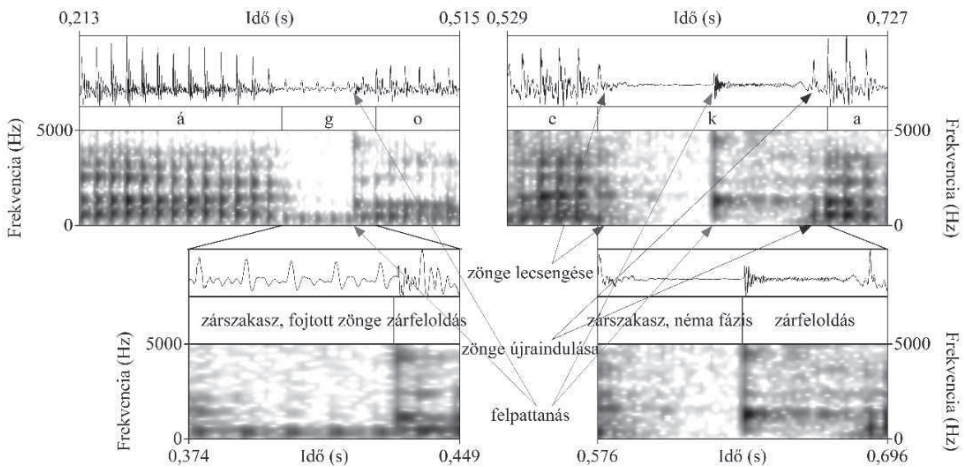 0,213 Idő (s) 0,515
0,529 Idő (s) 0,727
á g o
c k a
5000
0
Frekvencia (Hz)
5000
0
Frekvencia (Hz)
zönge lecsengése
zárszakasz, fojtott zönge zárfeloldás
zárszakasz, néma fázis zárfeloldás
zönge újraindulása
5000
0
Frekvencia (Hz)
felpattanás
5000
0
Frekvencia (Hz)
0,374 Idő (s) 0,449
0,576 Idő (s) 0,696